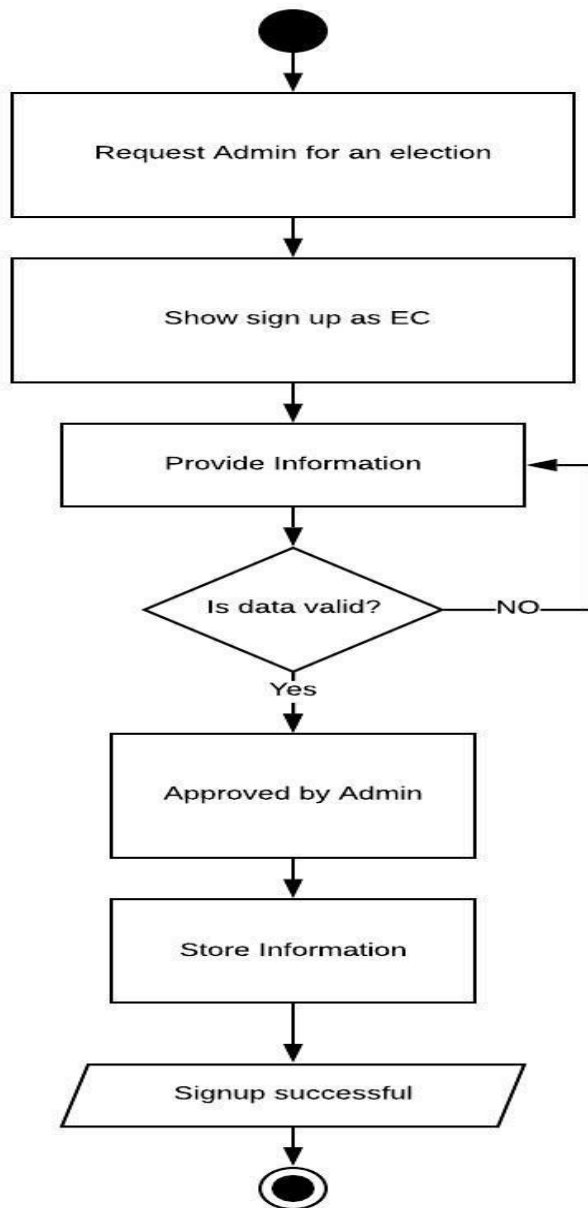 Request Admin for an election
Show sign up as EC
Provide Information
Is data valid?
NO
Yes
Approved by Admin
Store Information
Signup successful